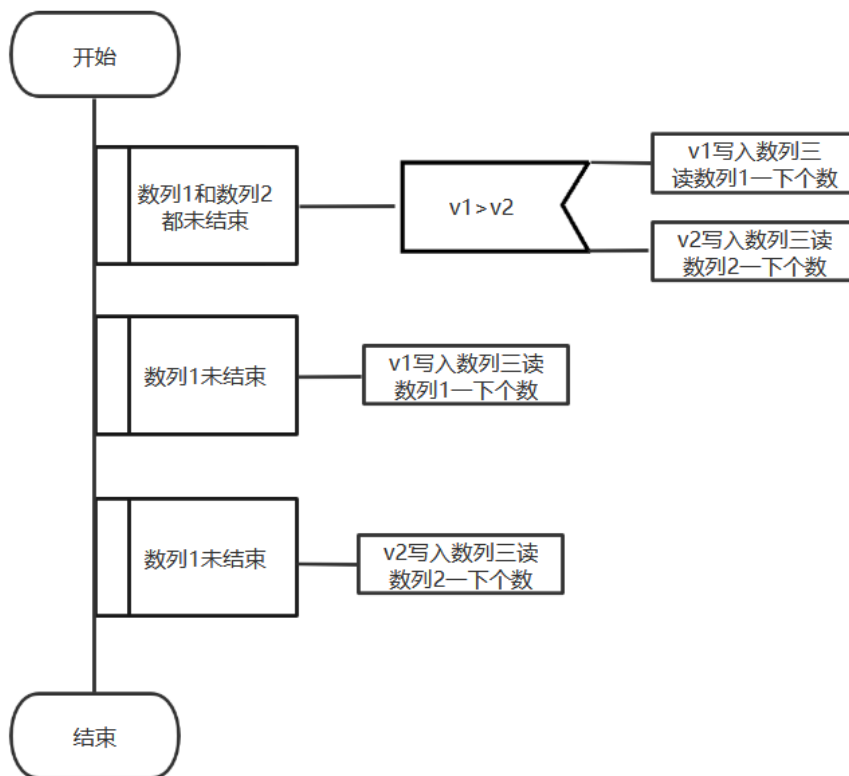 开始
数列1和数列2
都未结束
v1>v2
v1写入数列三
读数列1一下个数
v2写入数列三读
数列2一下个数
数列1未结束
v1写入数列三读
数列1一下个数
数列1未结束
v2写入数列三读
数列2一下个数
结束